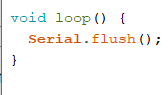 void loop() {
  Serial.flush();
}